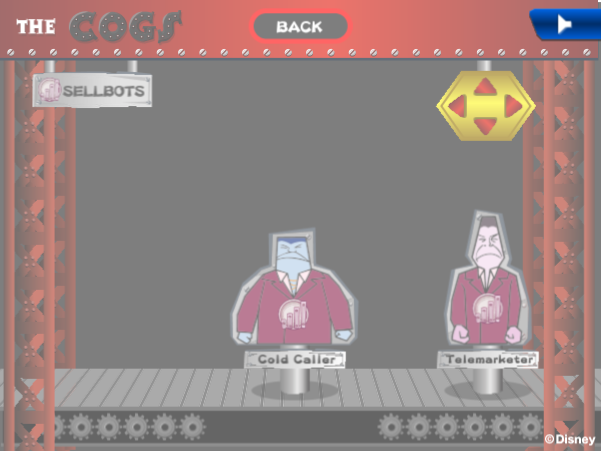 THE COGS
BACK
SELLBOTS
Cold Caller
Telemarketer
©Disney